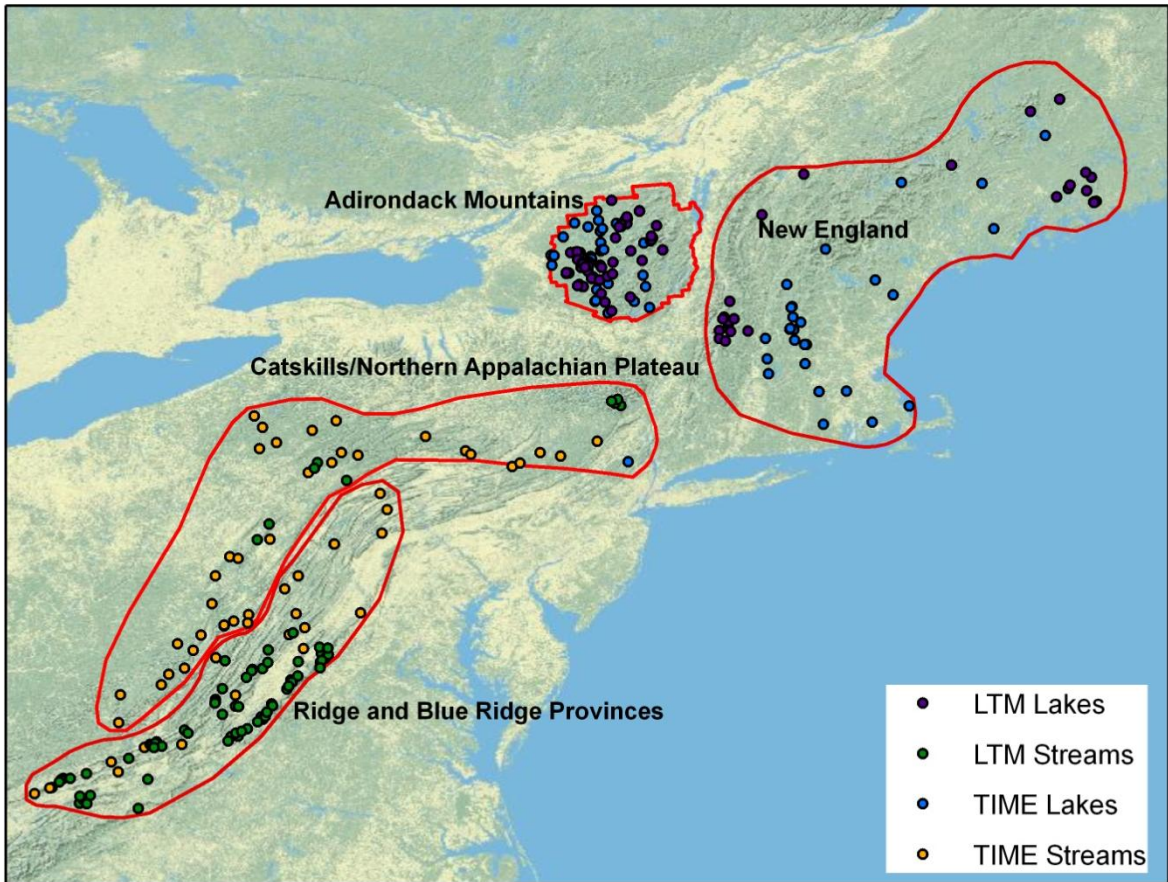 Adirondack Mountains
New England
Catskills/Northern Appalachian Plateau
Ridge and Blue Ridge Provinces
LTM Lakes
LTM Streams
TIME Lakes
TIME Streams